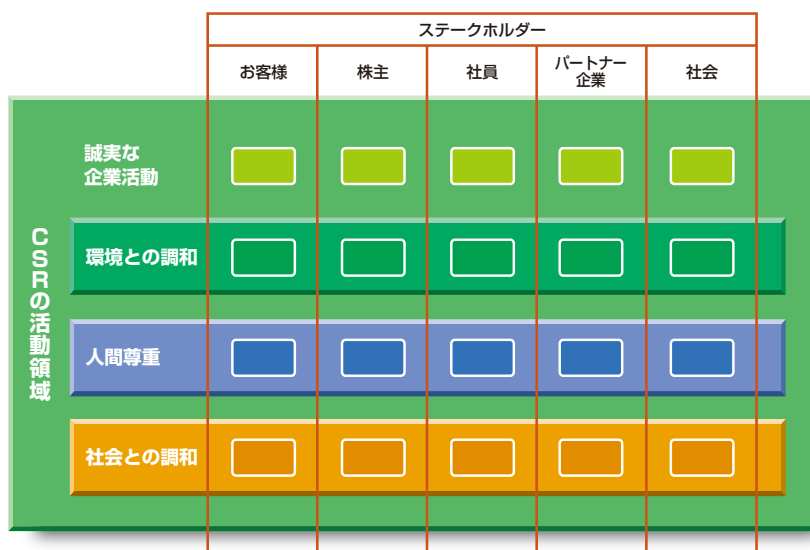 ステークホルダー
お客様
株主
社員
パートナー
企業
社会
CSRの活動領域
誠実な
企業活動
環境との調和
人間尊重
社会との調和